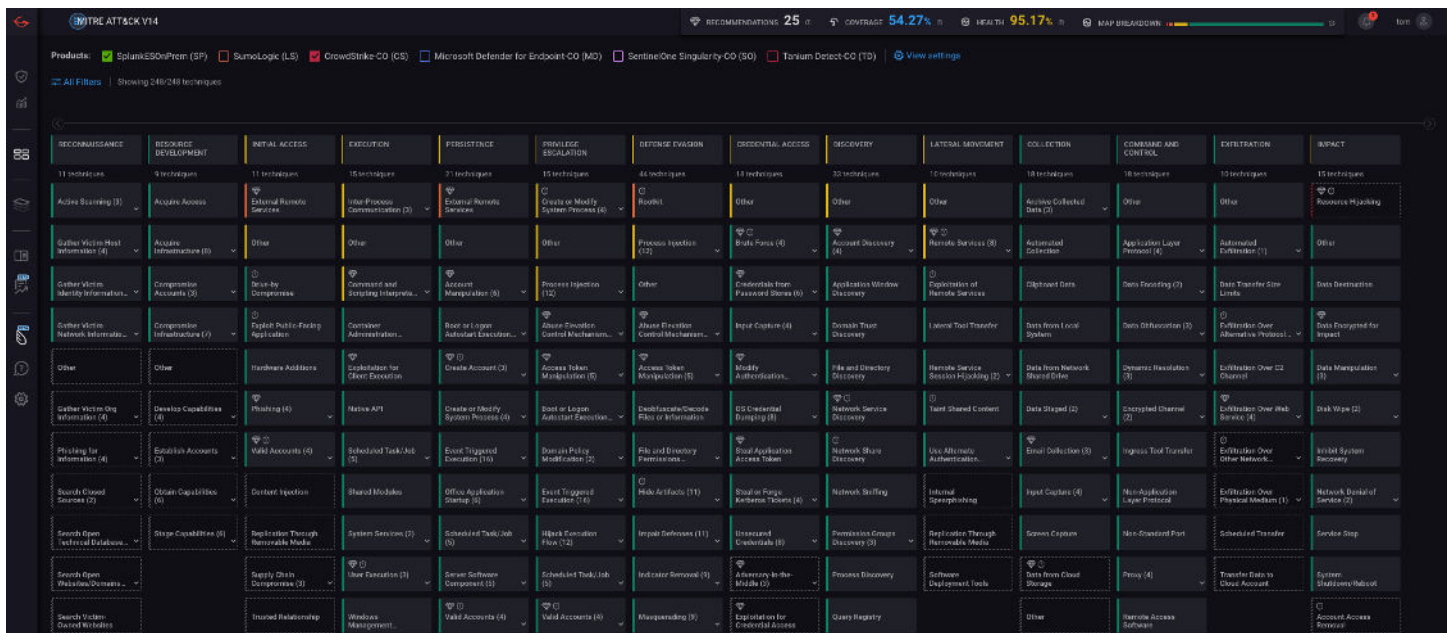 MITRE ATT&CK V14
RECOMMENDATIONS 25
COVERAGE 54.27%
HEALTH 95.17%
MAP BREAKDOWN
tom
Products: SplunkESOnPrem (SP) SumoLogic (LS) CrowdStrike-CO (CS) Microsoft Defender for Endpoint-CO (MD) SentinelOne Singularity-CO (SO) Tanium Detect-CO (TD) View settings
All Filters | Showing 248/248 techniques
RECONNAISSANCE
11 techniques
Active Scanning (3)
Gather Victim Host
Information (4)
Gather Victim
Identity Information...
Gather Victim
Network Informatio...
Other
Gather Victim Org
Information (4)
Phishing for
Information (4)
Search Closed
Sources (2)
Search Open
Technical Database...
Search Open
Websites/Domains...
Search Victim-
Owned Websites
RESOURCE
DEVELOPMENT
9 techniques
Acquire Access
Acquire
Infrastructure (8)
Compromise
Accounts (3)
Compromise
Infrastructure (7)
Other
Develop Capabilities
(4)
Establish Accounts
(3)
Obtain Capabilities
(6)
Stage Capabilities (6)
INITIAL ACCESS
11 techniques
External Remote
Services
Other
Drive-by
Compromise
Exploit Public-Facing
Application
Hardware Additions
Phishing (4)
Valid Accounts (4)
Content Injection
Replication Through
Removable Media
Supply Chain
Compromise (3)
Trusted Relationship
EXECUTION
15 techniques
Inter-Process
Communication (3)
Other
Command and
Scripting Interprete...
Container
Administration...
Exploitation for
Client Execution
Native API
Scheduled Task/Job
(5)
Shared Modules
System Services (2)
User Execution (3)
Windows
Management...
PERSISTENCE
21 techniques
External Remote
Services
Other
Account
Manipulation (6)
Boot or Logon
Autostart Execution...
Create Account (3)
Create or Modify
System Process (4)
Event Triggered
Execution (16)
Office Application
Startup (6)
Scheduled Task/Job
(5)
Server Software
Component (5)
Valid Accounts (4)
PRIVILEGE
ESCALATION
15 techniques
Create or Modify
System Process (4)
Other
Process Injection
(12)
Abuse Elevation
Control Mechanism...
Access Token
Manipulation (5)
Boot or Logon
Autostart Execution...
Domain Policy
Modification (2)
Event Triggered
Execution (16)
Hijack Execution
Flow (12)
Scheduled Task/Job
(5)
Valid Accounts (4)
DEFENSE EVASION
44 techniques
Rootkit
Process Injection
(12)
Other
Abuse Elevation
Control Mechanism...
Access Token
Manipulation (5)
Deobfuscate/Decode
Files or Information
File and Directory
Permissions...
Hide Artifacts (11)
Impair Defenses (11)
Indicator Removal (9)
Masquerading (9)
CREDENTIAL ACCESS
18 techniques
Other
Brute Force (4)
Credentials from
Password Stores (6)
Input Capture (4)
Modify
Authentication...
OS Credential
Dumping (8)
Steal Application
Access Token
Steal or Forge
Kerberos Tickets (4)
Unsecured
Credentials (8)
Adversary-in-the-
Middle (3)
Exploitation for
Credential Access
DISCOVERY
33 techniques
Other
Account Discovery
(4)
Application Window
Discovery
Domain Trust
Discovery
File and Directory
Discovery
Network Service
Discovery
Network Share
Discovery
Network Sniffing
Permission Groups
Discovery (3)
Process Discovery
Query Registry
LATERAL MOVEMENT
10 techniques
Other
Remote Services (8)
Exploitation of
Remote Services
Lateral Tool Transfer
Remote Service
Session Hijacking (2)
Taint Shared Content
Use Alternate
Authentication...
Internal
Spearphishing
Replication Through
Removable Media
Software
Deployment Tools
COLLECTION
18 techniques
Archive Collected
Data (3)
Automated
Collection
Clipboard Data
Data from Local
System
Data from Network
Shared Drive
Data Staged (2)
Email Collection (3)
Input Capture (4)
Screen Capture
Data from Cloud
Storage
Other
COMMAND AND
CONTROL
18 techniques
Other
Application Layer
Protocol (4)
Data Encoding (2)
Data Obfuscation (3)
Dynamic Resolution
(3)
Encrypted Channel
(2)
Ingress Tool Transfer
Non-Application
Layer Protocol
Non-Standard Port
Proxy (4)
Remote Access
Software
EXFILTRATION
10 techniques
Other
Automated
Exfiltration (1)
Data Transfer Size
Limits
Exfiltration Over
Alternative Protocol...
Exfiltration Over C2
Channel
Exfiltration Over Web
Service (4)
Exfiltration Over
Other Network...
Exfiltration Over
Physical Medium (1)
Scheduled Transfer
Transfer Data to
Cloud Account
IMPACT
15 techniques
Resource Hijacking
Other
Data Destruction
Data Encrypted for
Impact
Data Manipulation
(3)
Disk Wipe (2)
Inhibit System
Recovery
Network Denial of
Service (2)
Service Stop
System
Shutdown/Reboot
Account Access
Removal